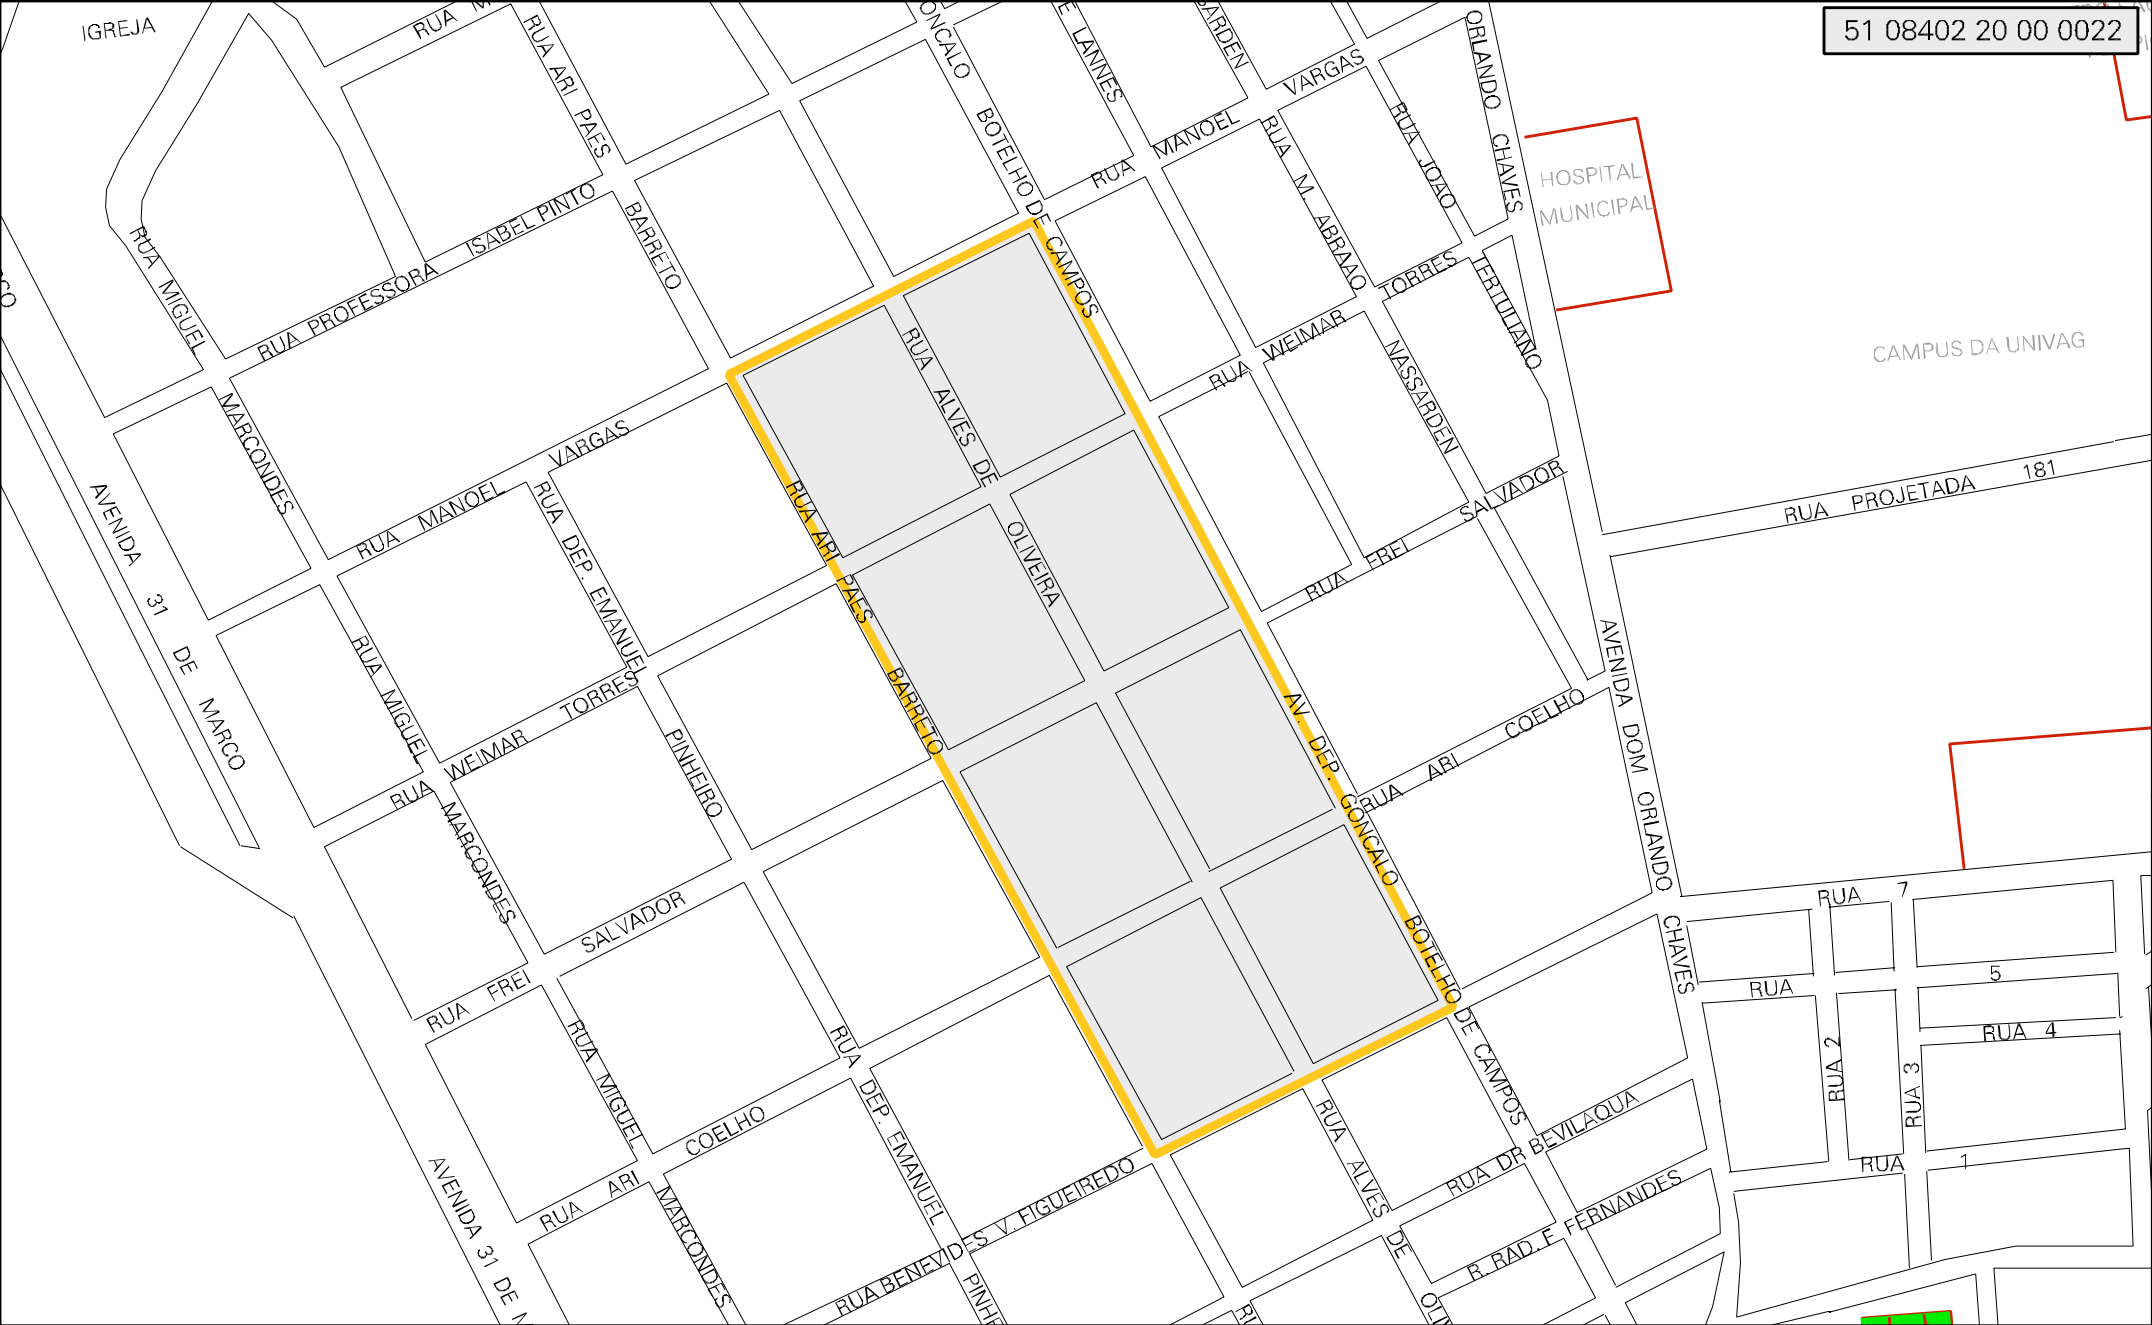 51 08402 20 00 0022
IGREJA
RUA ARI PAES
BARRETO
GONCALO BOTELHO DE CAMPOS
LANNES
RUA MANOEL VARGAS
ORLANDO CHAVES
RUA JOAO
TERTULIANO
RUA M. ABRAAO
NASSARDEN
HOSPITAL
MUNICIPAL
CAMPUS DA UNIVAG
RUA PROFESSORA ISABEL PINTO
RUA MIGUEL
MARCONDES
RUA WEIMAR TORRES
RUA ALVES DE
OLIVEIRA
RUA MANOEL VARGAS
AVENIDA 31 DE MARCO
RUA DEP. EMANUEL
PINHEIRO
RUA ARI PAES BARRETO
RUA FREI SALVADOR
RUA PROJETADA 181
RUA MIGUEL
MARCONDES
RUA WEIMAR TORRES
AV. DEP. GONCALO BOTELHO DE CAMPOS
RUA ARI COELHO
AVENIDA DOM ORLANDO CHAVES
RUA FREI SALVADOR
RUA 7
RUA 5
RUA 4
RUA 2
RUA 3
RUA 1
RUA MIGUEL
MARCONDES
RUA ARI COELHO
RUA DEP. EMANUEL
RUA BENEVIDES V. FIGUEIREDO
RUA ALVES DE
RUA DR BEVILAQUA
R. RAD. F. FERNANDES
AVENIDA 31 DE